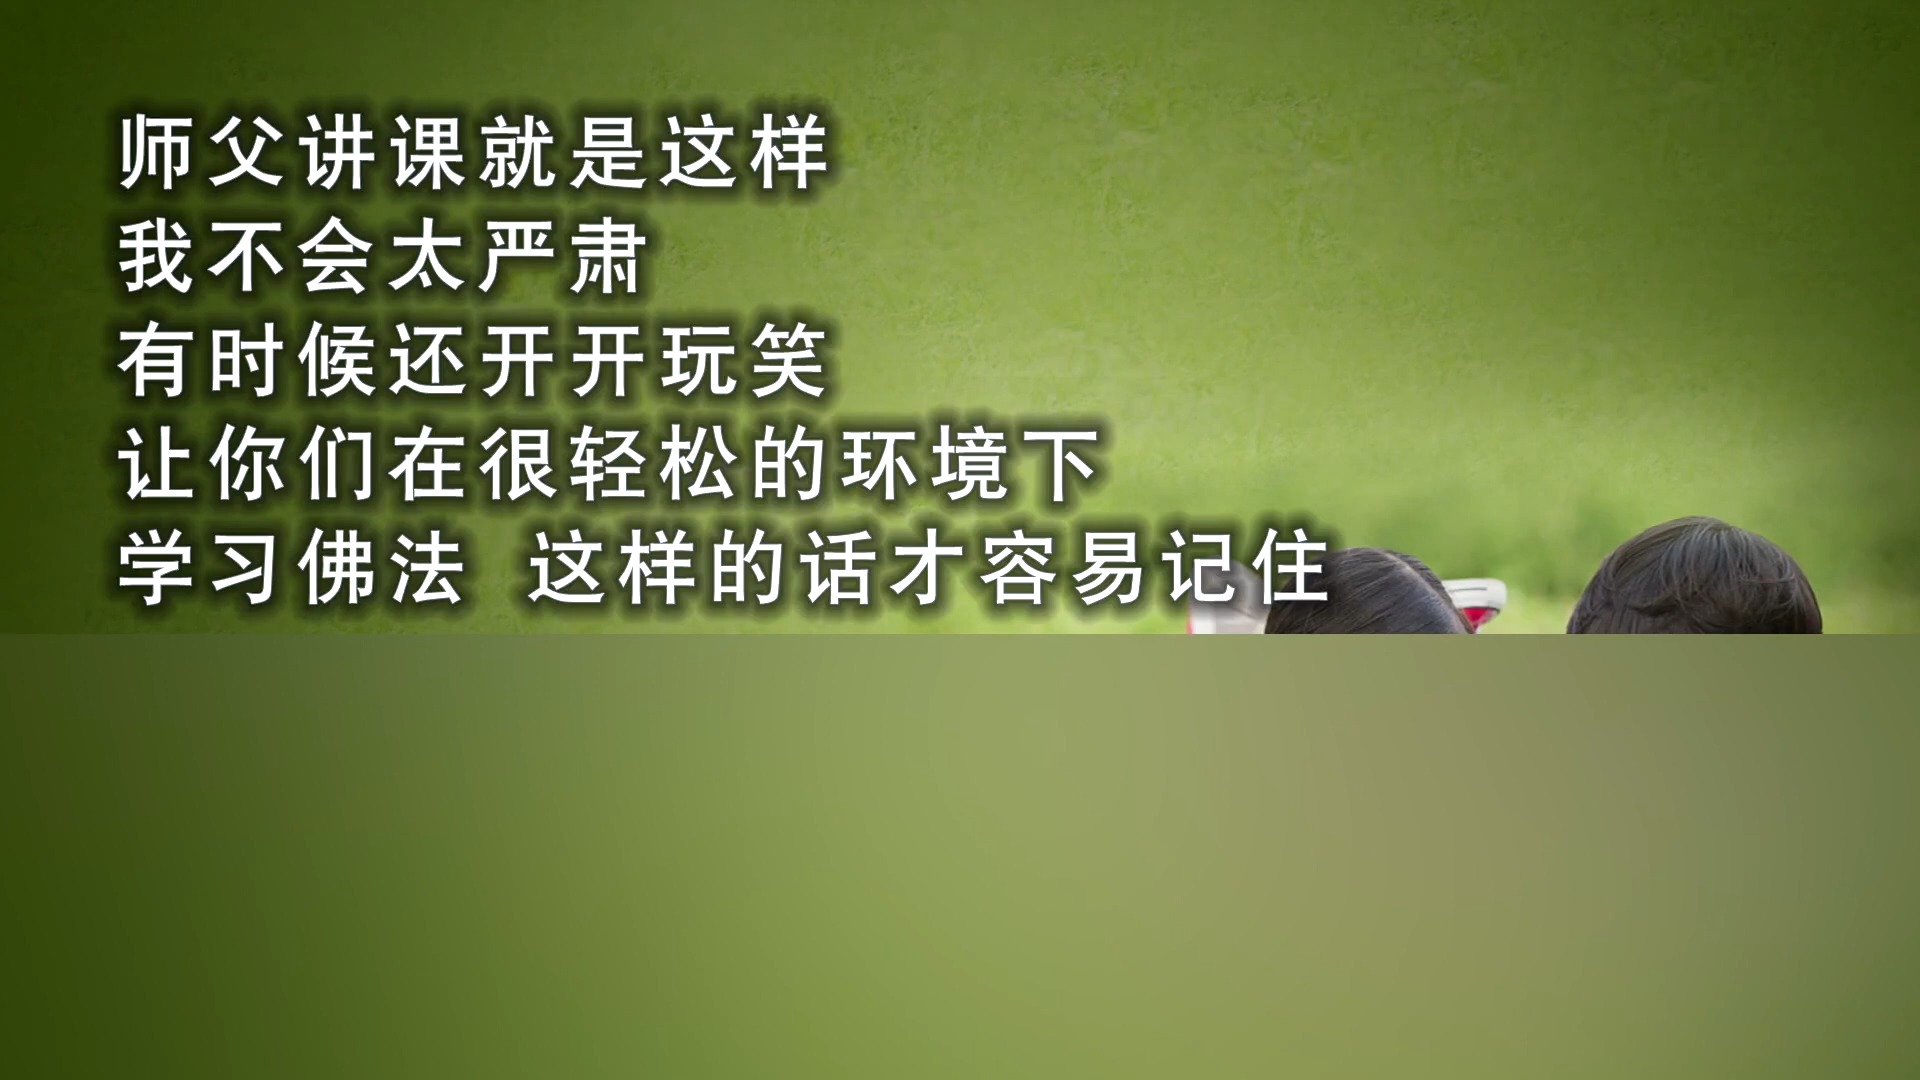 师父讲课就是这样
我不会太严肃
有时候还开开玩笑
让你们在很轻松的环境下
学习佛法 这样的话才容易记住